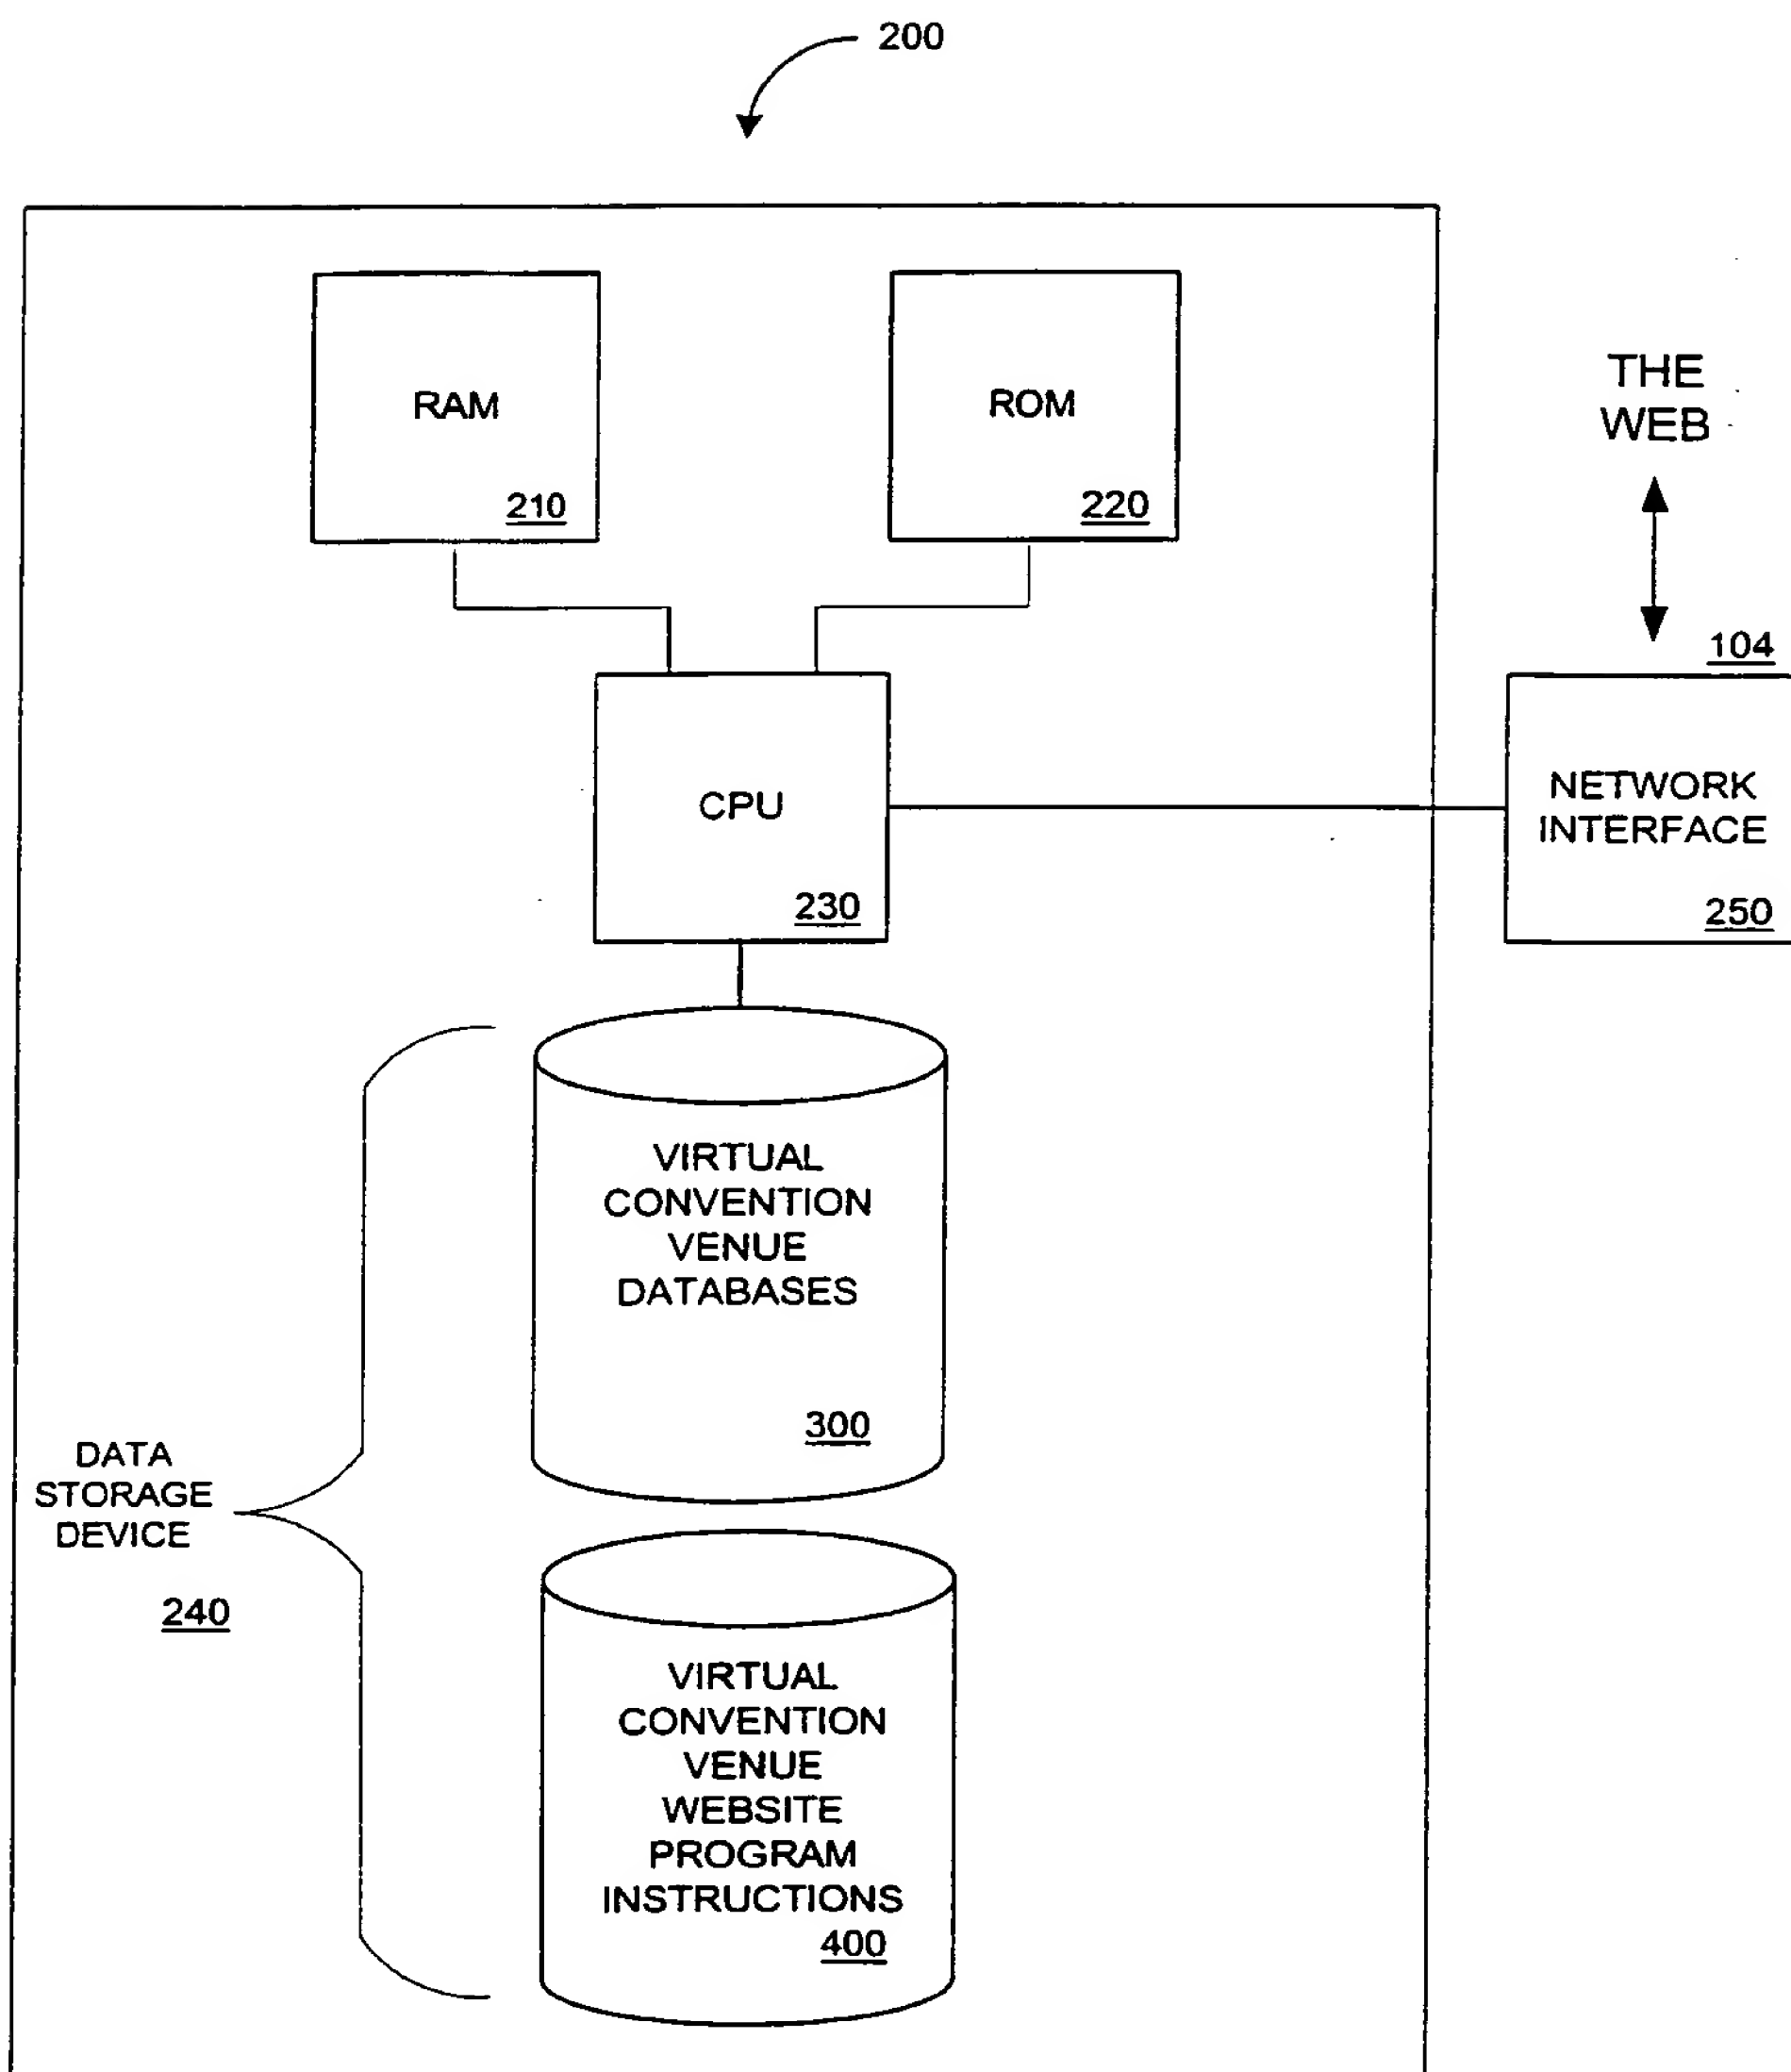 200
RAM
210
ROM
220
THE
WEB
104
CPU
230
NETWORK
INTERFACE
250
VIRTUAL
CONVENTION
VENUE
DATABASES
300
DATA
STORAGE
DEVICE
240
VIRTUAL
CONVENTION
VENUE
WEBSITE
PROGRAM
INSTRUCTIONS
400